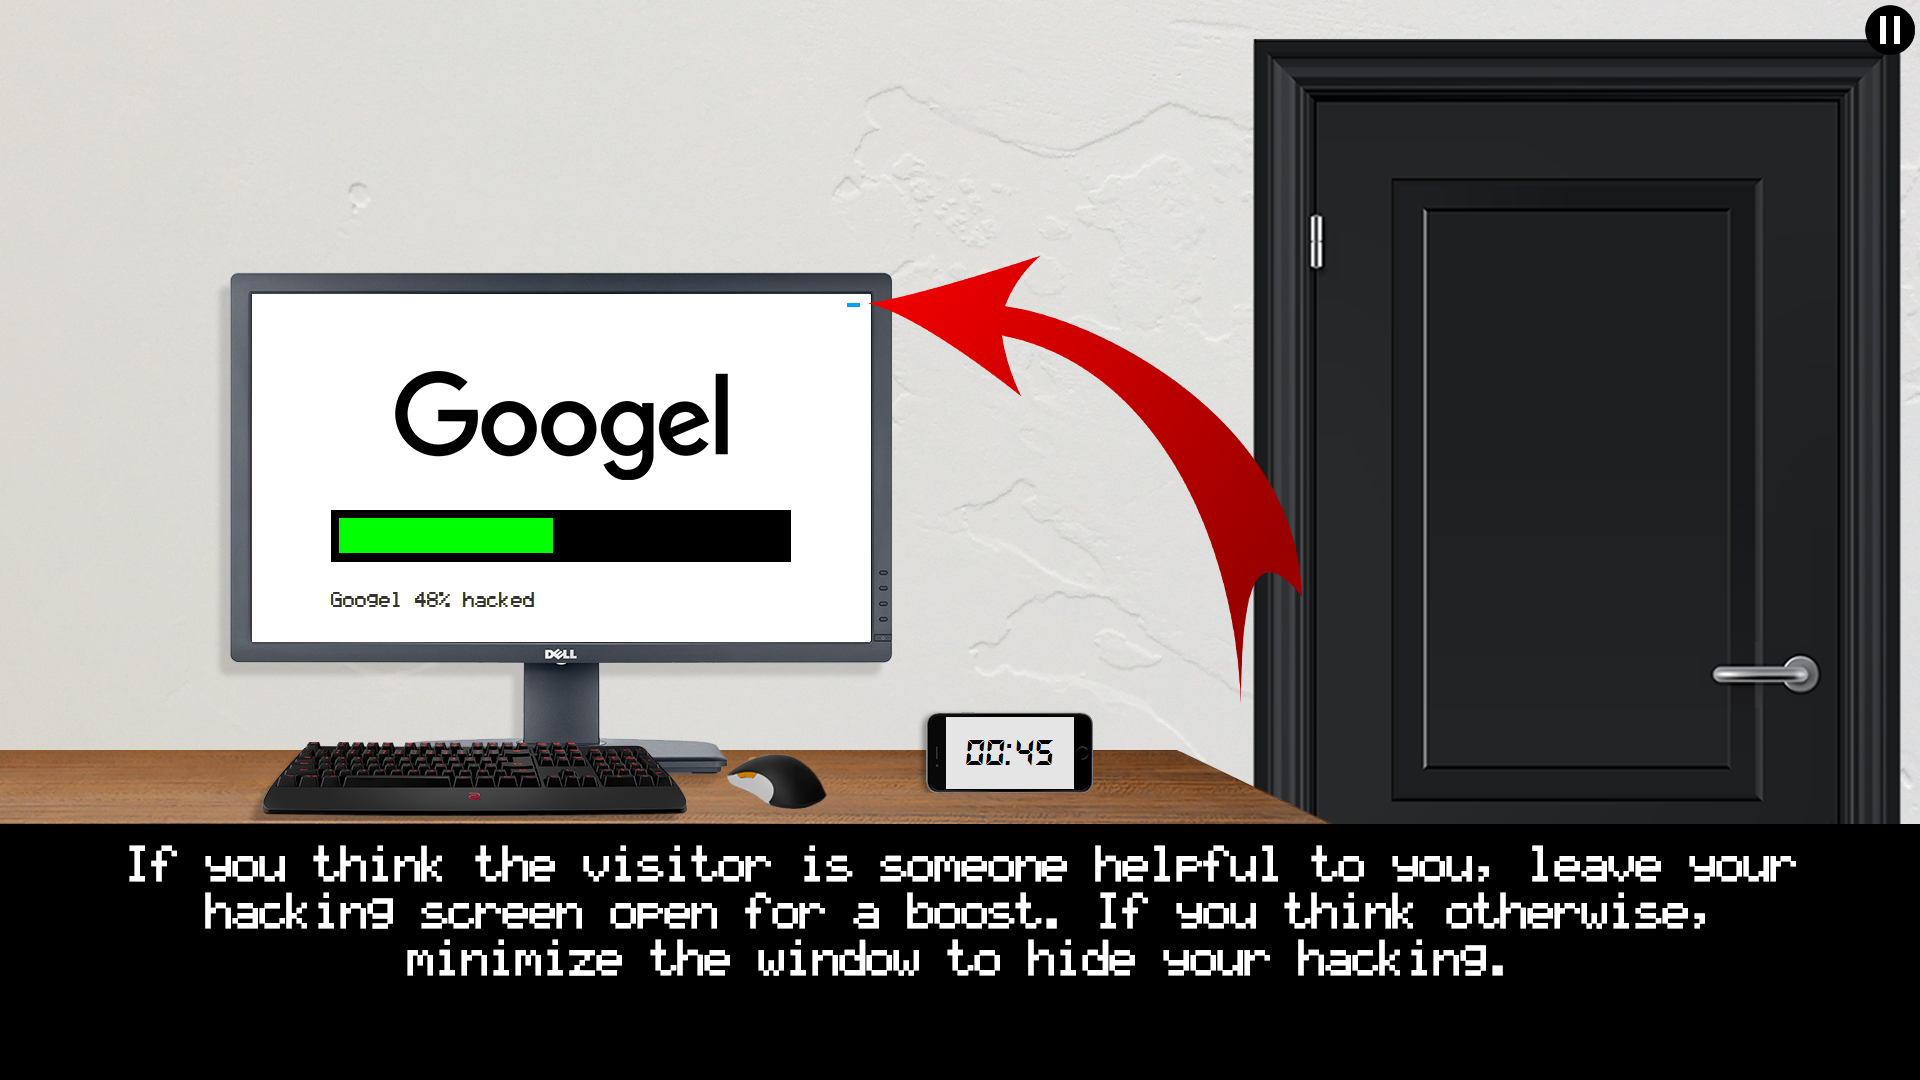 Googel
Googel 48% hacked
DELL
00:45
If you think the visitor is someone helpful to you, leave your
hacking screen open for a boost. If you think otherwise,
minimize the window to hide your hacking.